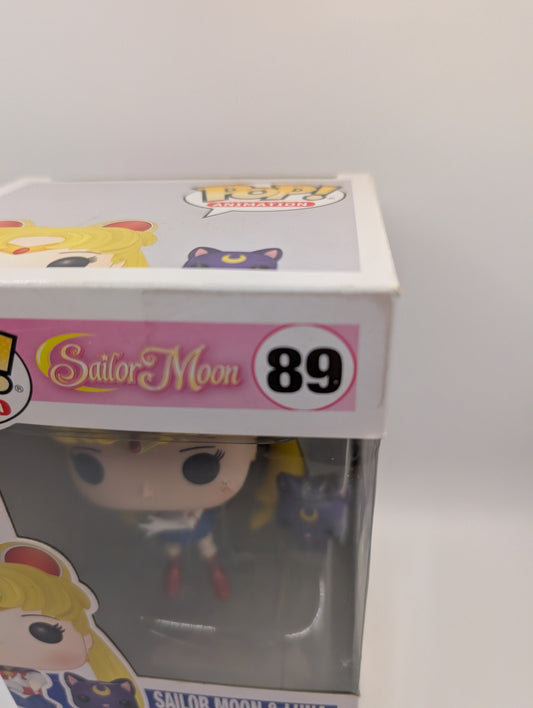 POP!
ANIMATION
!®
Sailor Moon
89
SAILOR MOON & LUNA